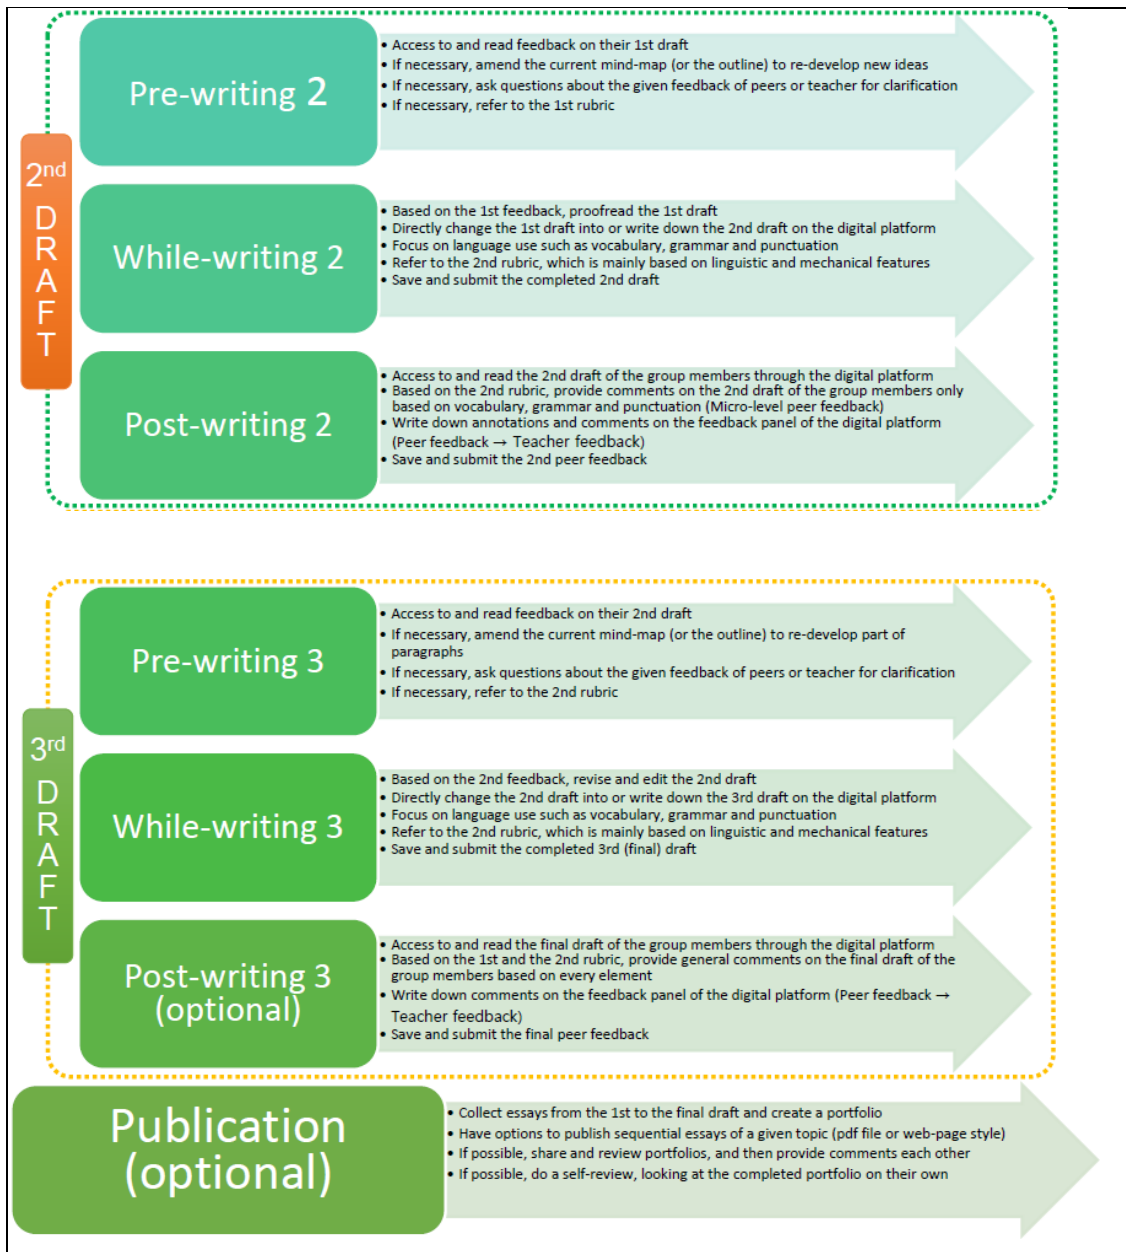 2nd
D
R
A
F
T
Pre-writing 2
• Access to and read feedback on their 1st draft
• If necessary, amend the current mind-map (or the outline) to re-develop new ideas
• If necessary, ask questions about the given feedback of peers or teacher for clarification
• If necessary, refer to the 1st rubric
While-writing 2
• Based on the 1st feedback, proofread the 1st draft
• Directly change the 1st draft into or write down the 2nd draft on the digital platform
• Focus on language use such as vocabulary, grammar and punctuation
• Refer to the 2nd rubric, which is mainly based on linguistic and mechanical features
• Save and submit the completed 2nd draft
Post-writing 2
• Access to and read the 2nd draft of the group members through the digital platform
• Based on the 2nd rubric, provide comments on the 2nd draft of the group members only
based on vocabulary, grammar and punctuation (Micro-level peer feedback)
• Write down annotations and comments on the feedback panel of the digital platform
(Peer feedback → Teacher feedback)
• Save and submit the 2nd peer feedback
3rd
D
R
A
F
T
Pre-writing 3
• Access to and read feedback on their 2nd draft
• If necessary, amend the current mind-map (or the outline) to re-develop part of
paragraphs
• If necessary, ask questions about the given feedback of peers or teacher for clarification
• If necessary, refer to the 2nd rubric
While-writing 3
• Based on the 2nd feedback, revise and edit the 2nd draft
• Directly change the 2nd draft into or write down the 3rd draft on the digital platform
• Focus on language use such as vocabulary, grammar and punctuation
• Refer to the 2nd rubric, which is mainly based on linguistic and mechanical features
• Save and submit the completed 3rd (final) draft
Post-writing 3
(optional)
• Access to and read the final draft of the group members through the digital platform
• Based on the 1st and the 2nd rubric, provide general comments on the final draft of the
group members based on every element
• Write down comments on the feedback panel of the digital platform (Peer feedback →
Teacher feedback)
• Save and submit the final peer feedback
Publication
(optional)
• Collect essays from the 1st to the final draft and create a portfolio
• Have options to publish sequential essays of a given topic (pdf file or web-page style)
• If possible, share and review portfolios, and then provide comments each other
• If possible, do a self-review, looking at the completed portfolio on their own